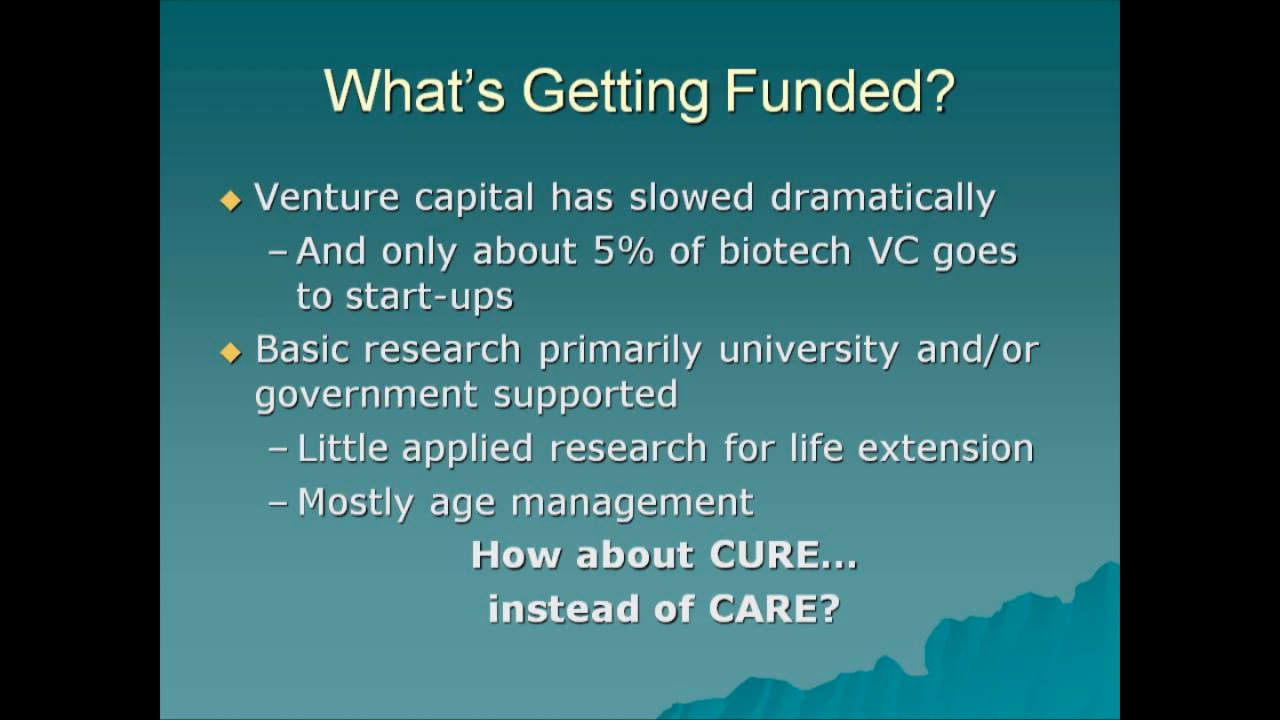 What’s Getting Funded?
Venture capital has slowed dramatically
–And only about 5% of biotech VC goes
to start-ups
Basic research primarily university and/or
government supported
–Little applied research for life extension
–Mostly age management
How about CURE…
instead of CARE?